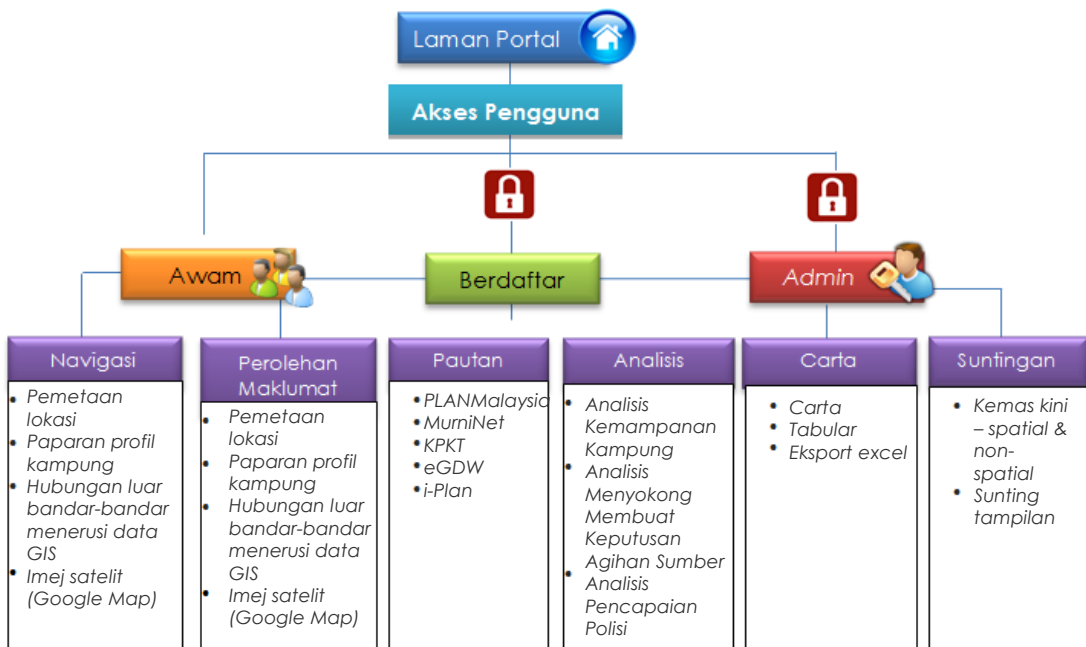 Laman Portal
Akses Pengguna
Awam
Berdaftar
Admin
Navigasi
• Pemetaan
lokasi
• Paparan profil
kampung
• Hubungan luar
bandar-bandar
menerusi data
GIS
• Imej satelit
(Google Map)
Perolehan
Maklumat
• Pemetaan
lokasi
• Paparan profil
kampung
• Hubungan luar
bandar-bandar
menerusi data
GIS
• Imej satelit
(Google Map)
Pautan
• PLANMalaysia
• MurniNet
• KPKT
• eGDW
• i-Plan
Analisis
• Analisis
Kemampanan
Kampung
• Analisis
Menyokong
Membuat
Keputusan
Agihan Sumber
• Analisis
Pencapaian
Polisi
Carta
• Carta
• Tabular
• Eksport excel
Suntingan
• Kemas kini
– spatial &
non-
spatial
• Sunting
tampilan